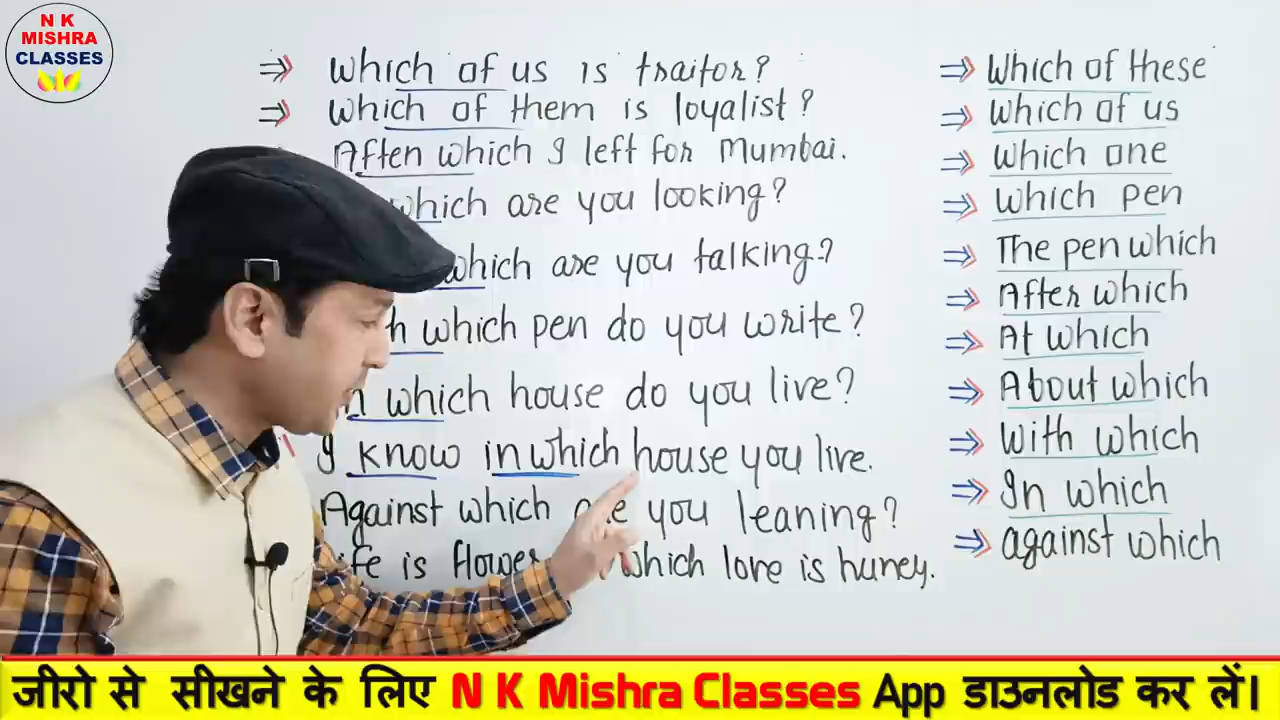 N K
MISHRA
CLASSES
⇒ Which of us is traitor?
⇒ Which of them is loyalist?
After which I left for Mumbai.
which are you looking?
which are you talking?
which pen do you write?
which house do you live?
I know in which house you live.
Against which are you leaning?
is flower which love is huney.
⇒ Which of these
⇒ Which of us
⇒ Which one
⇒ Which pen
⇒ The pen which
⇒ After which
⇒ At which
⇒ About which
⇒ With which
⇒ In which
⇒ against which
जीरो से सीखने के लिए N K Mishra Classes App डाउनलोड कर लें।